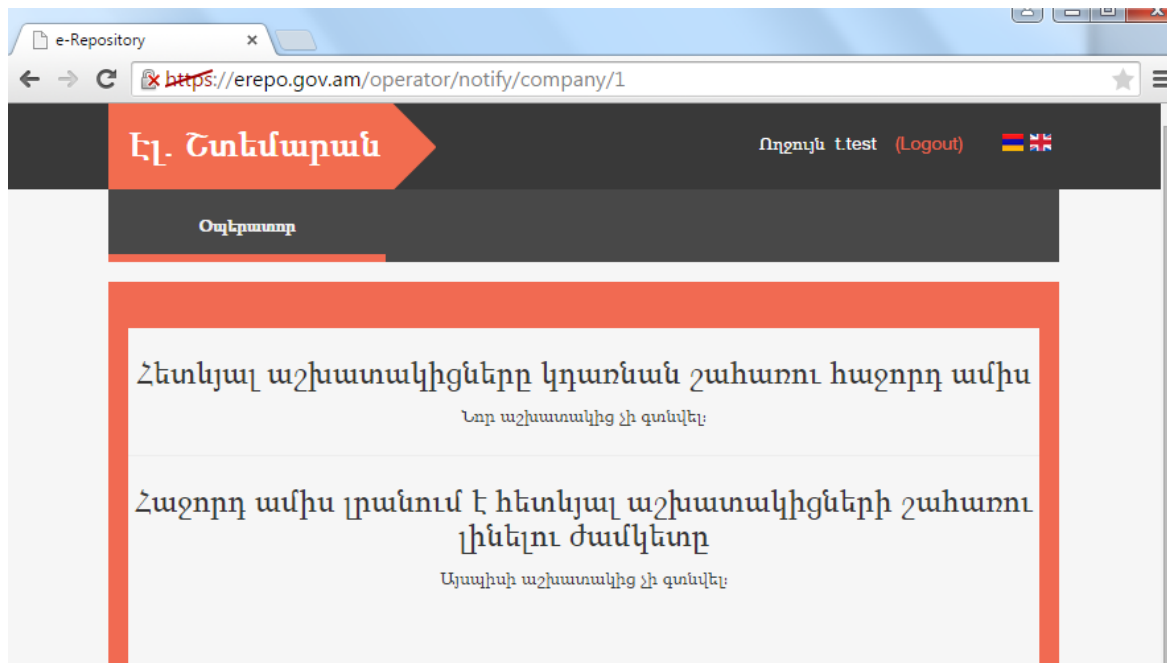 e-Repository
https://erepo.gov.am/operator/notify/company/1
Էլ. Շտեմարան
Ողջույն t.test (Logout)
Օպերատոր
Հետևյալ աշխատակիցները կդառնան շահառու հաջորդ ամիս
Նոր աշխատակից չի գտնվել:
Հաջորդ ամիս լրանում է հետևյալ աշխատակիցների շահառու
լինելու ժամկետը
Այսպիսի աշխատակից չի գտնվել: